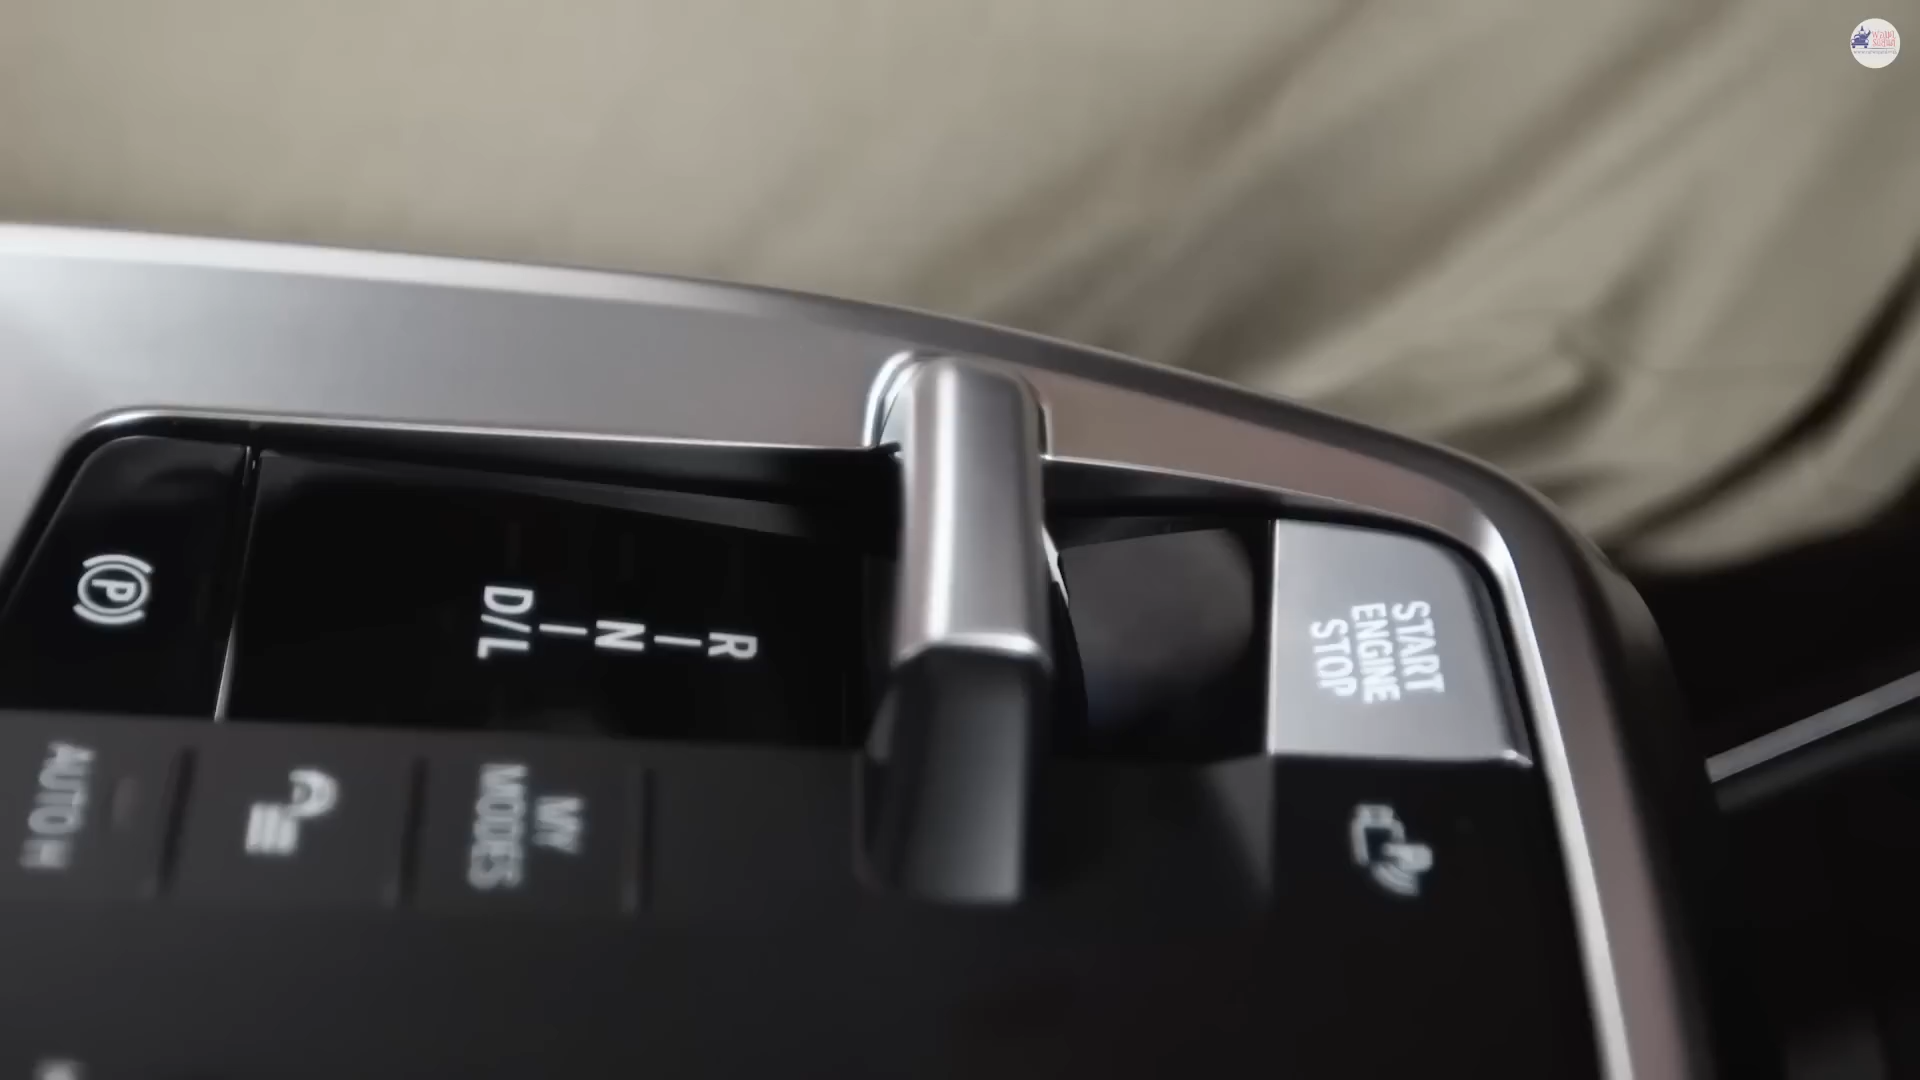 START
ENGINE
STOP
R
N
D/L
P
MY
MODES
A
AUTO H